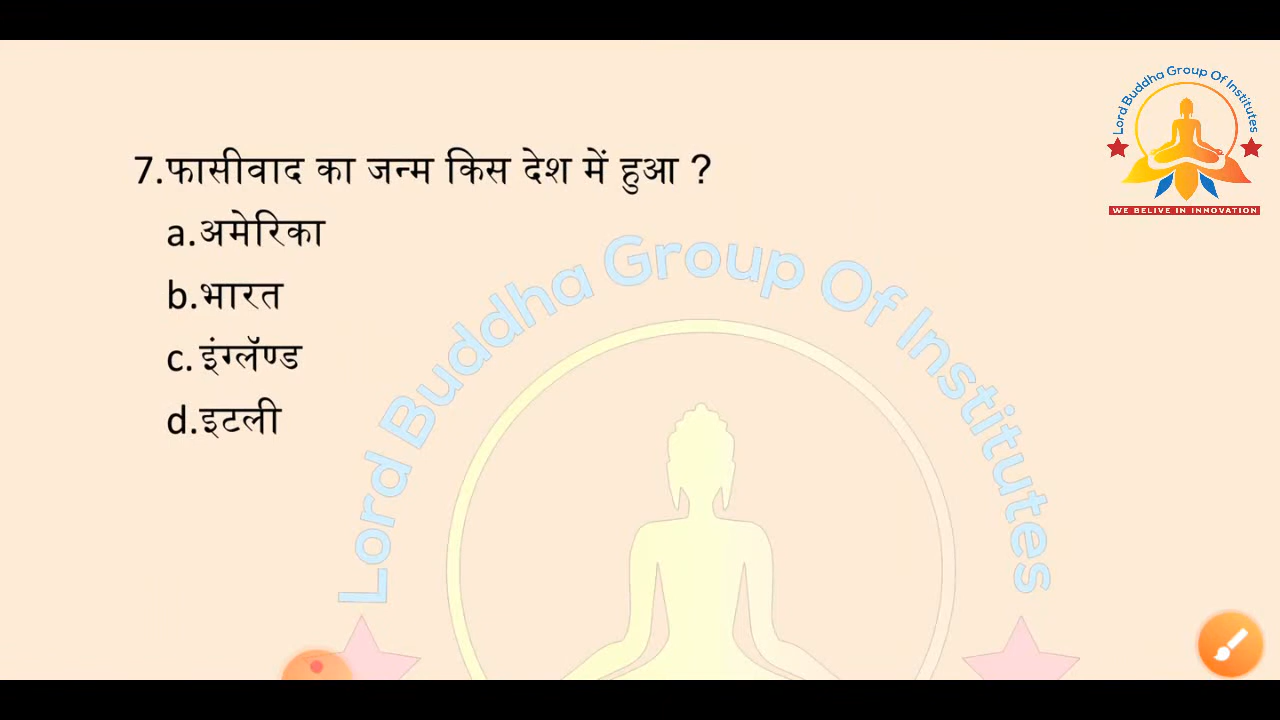 7.फासीवाद का जन्म किस देश में हुआ ?
a.अमेरिका
b.भारत
c. इंग्लॅण्ड
d.इटली
Lord Buddha Group Of Institutes
WE BELIVE IN INNOVATION
Lord Buddha Group Of Institutes